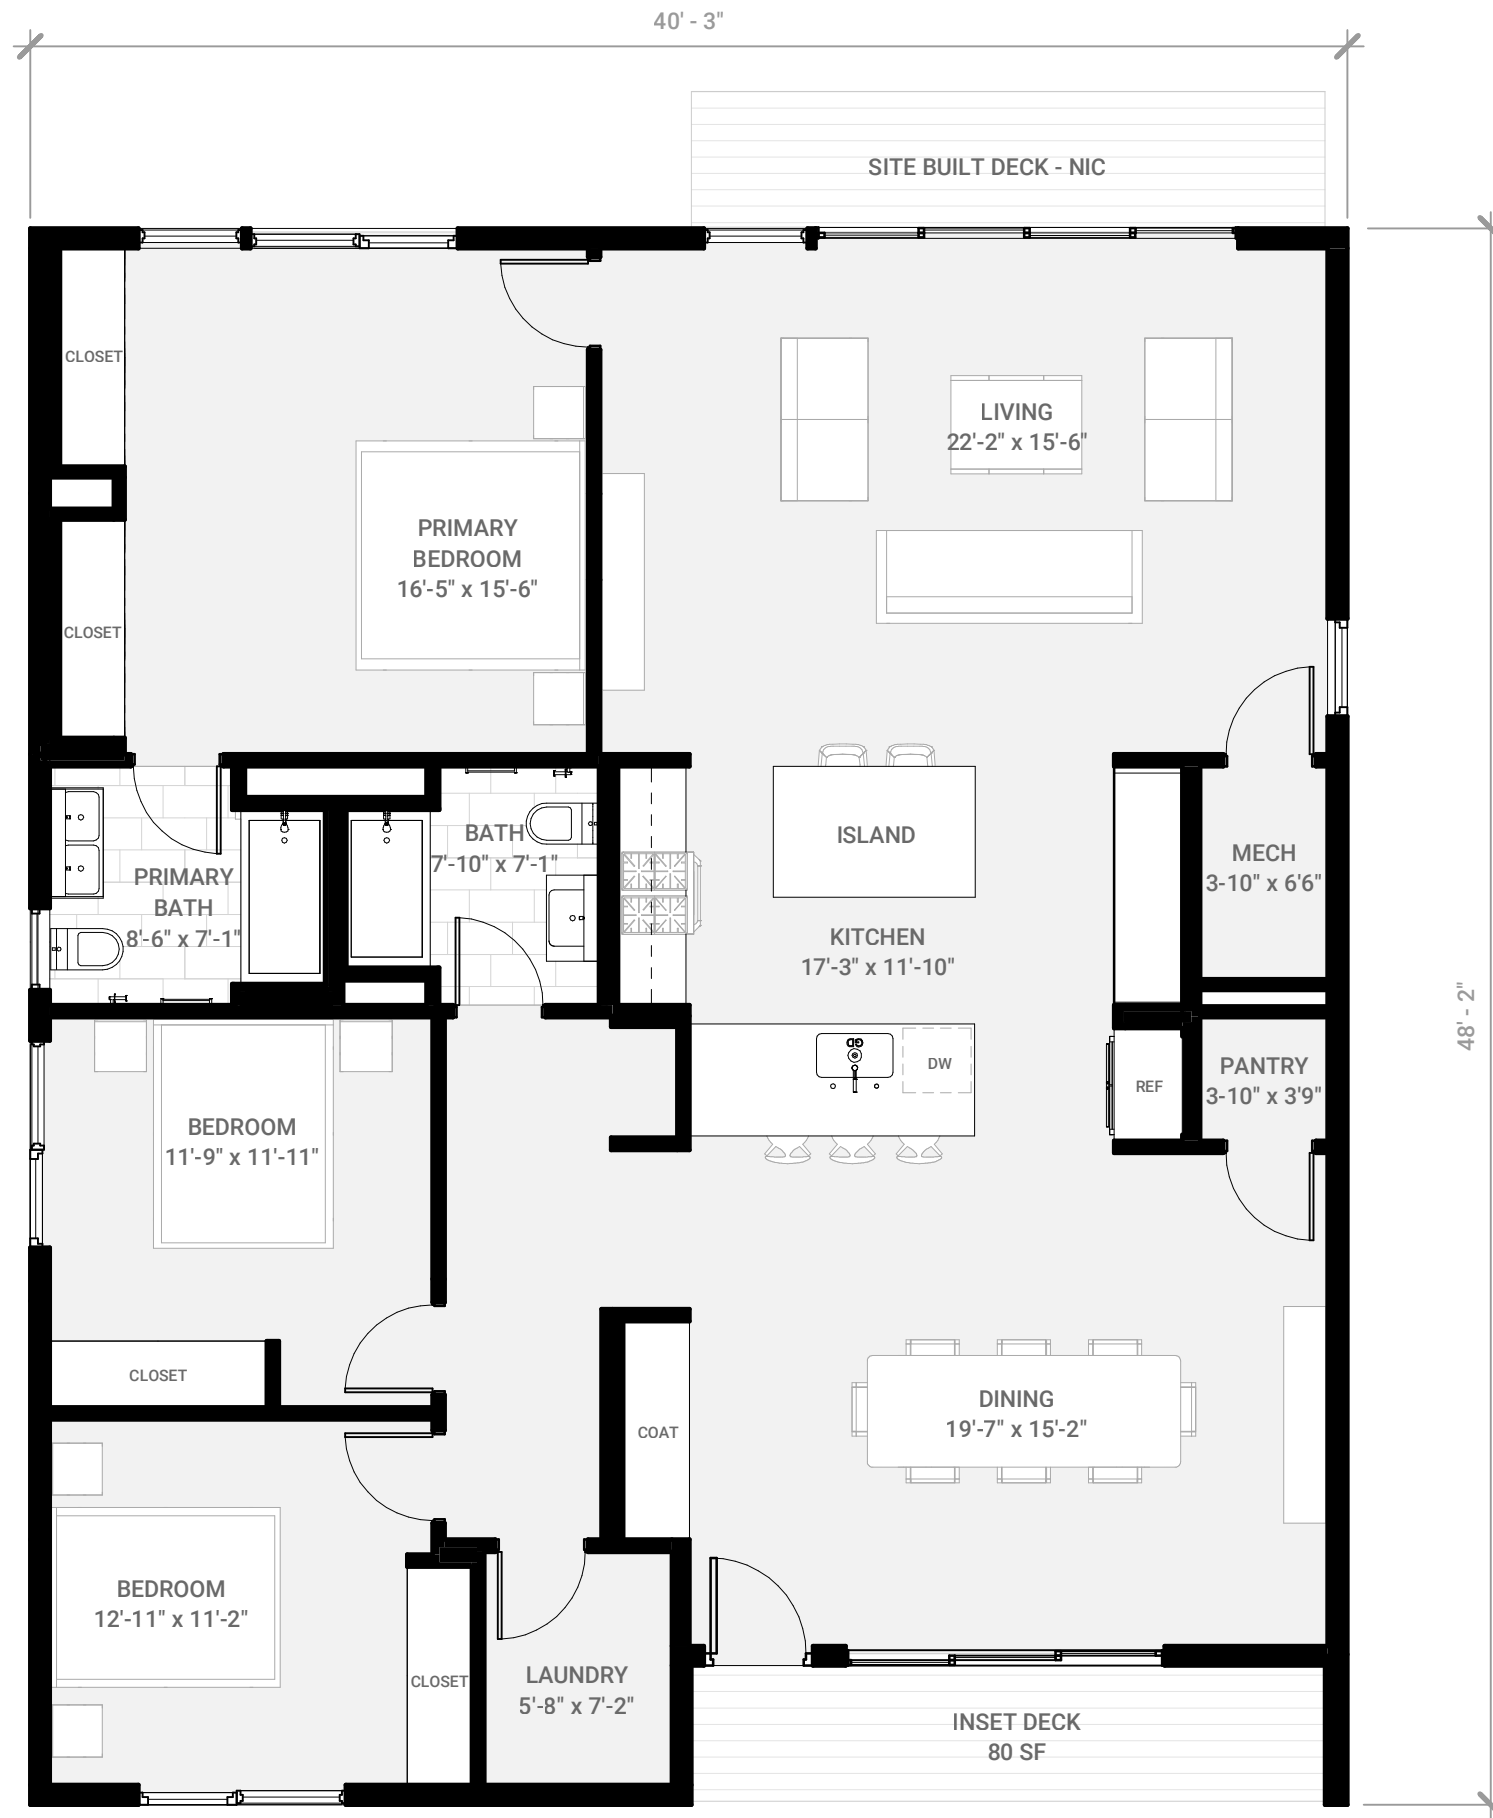 40' - 3"
SITE BUILT DECK - NIC
CLOSET
LIVING
22'-2" x 15'-6"
PRIMARY
BEDROOM
16'-5" x 15'-6"
CLOSET
BATH
7'-10" x 7'-1"
ISLAND
MECH
3-10" x 6'6"
PRIMARY
BATH
8'-6" x 7'-1"
KITCHEN
17'-3" x 11'-10"
48' - 2"
GD
DW
REF
PANTRY
3-10" x 3'9"
BEDROOM
11'-9" x 11'-11"
CLOSET
COAT
DINING
19'-7" x 15'-2"
BEDROOM
12'-11" x 11'-2"
CLOSET
LAUNDRY
5'-8" x 7'-2"
INSET DECK
80 SF